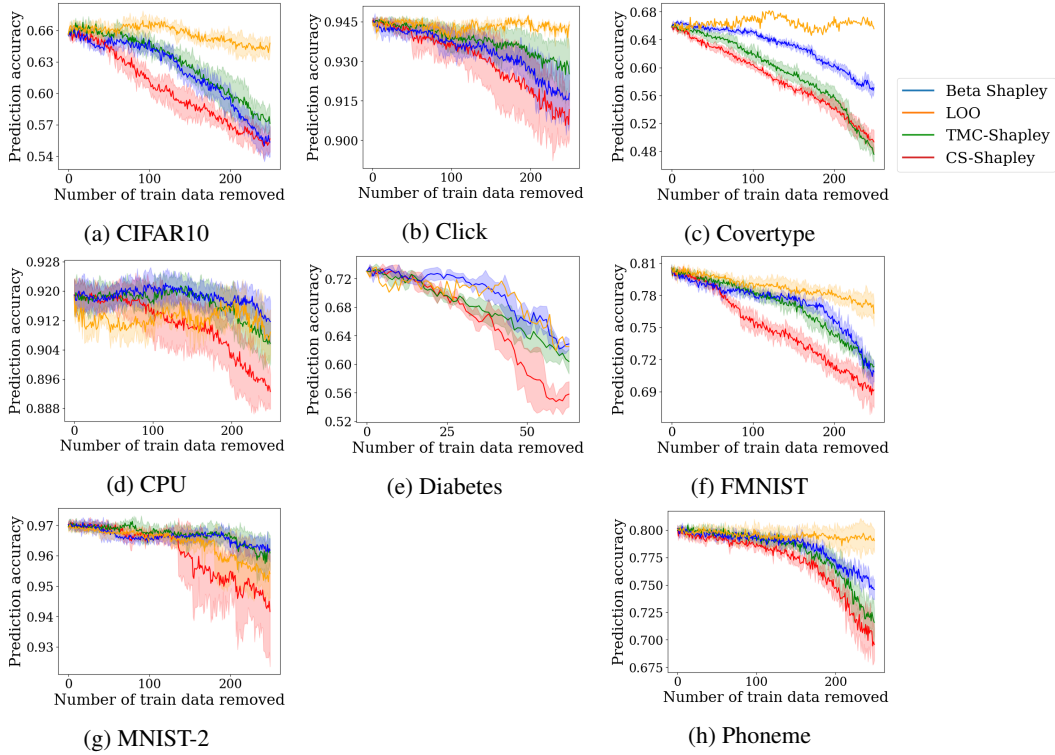 Prediction accuracy
0.66
0.63
0.60
0.57
0.54
0
100
200
Number of train data removed
(a) CIFAR10
Prediction accuracy
0.945
0.930
0.915
0.900
0
100
200
Number of train data removed
(b) Click
Prediction accuracy
0.68
0.64
0.60
0.56
0.52
0.48
0
100
200
Number of train data removed
(c) Covertype
Beta Shapley
LOO
TMC-Shapley
CS-Shapley
Prediction accuracy
0.928
0.920
0.912
0.904
0.896
0.888
0
100
200
Number of train data removed
(d) CPU
Prediction accuracy
0.72
0.68
0.64
0.60
0.56
0.52
0
25
50
Number of train data removed
(e) Diabetes
Prediction accuracy
0.81
0.78
0.75
0.72
0.69
0
100
200
Number of train data removed
(f) FMNIST
Prediction accuracy
0.97
0.96
0.95
0.94
0.93
0
100
200
Number of train data removed
(g) MNIST-2
Prediction accuracy
0.800
0.775
0.750
0.725
0.700
0.675
0
100
200
Number of train data removed
(h) Phoneme